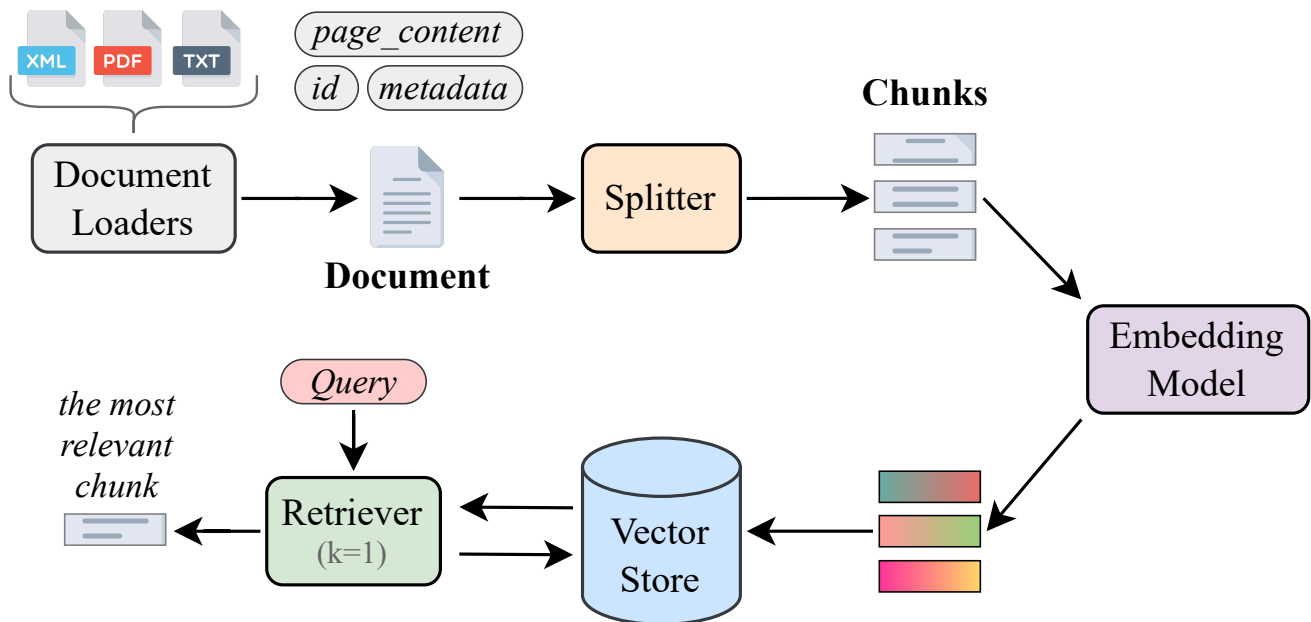 XML
PDF
TXT
page_content
id
metadata
Chunks
Document
Loaders
Splitter
Document
Embedding
Model
Query
the most
relevant
chunk
Retriever
(k=1)
Vector
Store